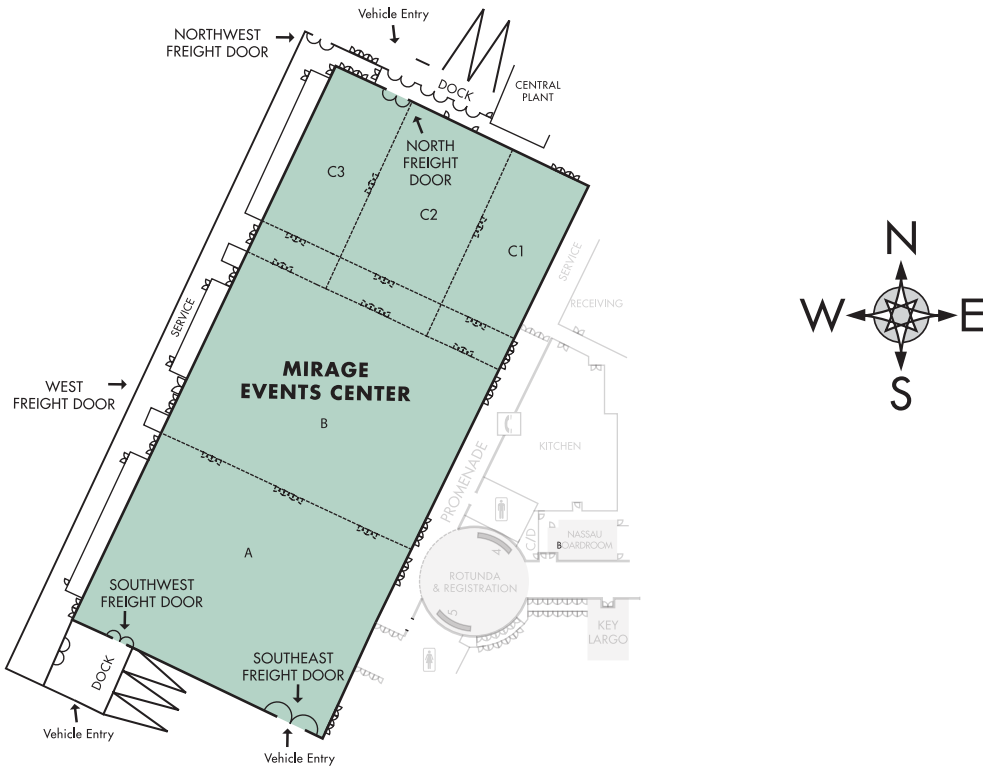 Vehicle Entry
NORTHWEST
FREIGHT DOOR
DOCK
CENTRAL
PLANT
NORTH
FREIGHT
DOOR
C3
C2
C1
SERVICE
RECEIVING
SERVICE
MIRAGE
EVENTS CENTER
B
WEST
FREIGHT DOOR
PROMENADE
KITCHEN
C/D
NASSAU
BOARDROOM
4
ROTUNDA
& REGISTRATION
5
KEY
LARGO
A
SOUTHWEST
FREIGHT DOOR
DOCK
SOUTHEAST
FREIGHT DOOR
Vehicle Entry
Vehicle Entry
N
W
E
S